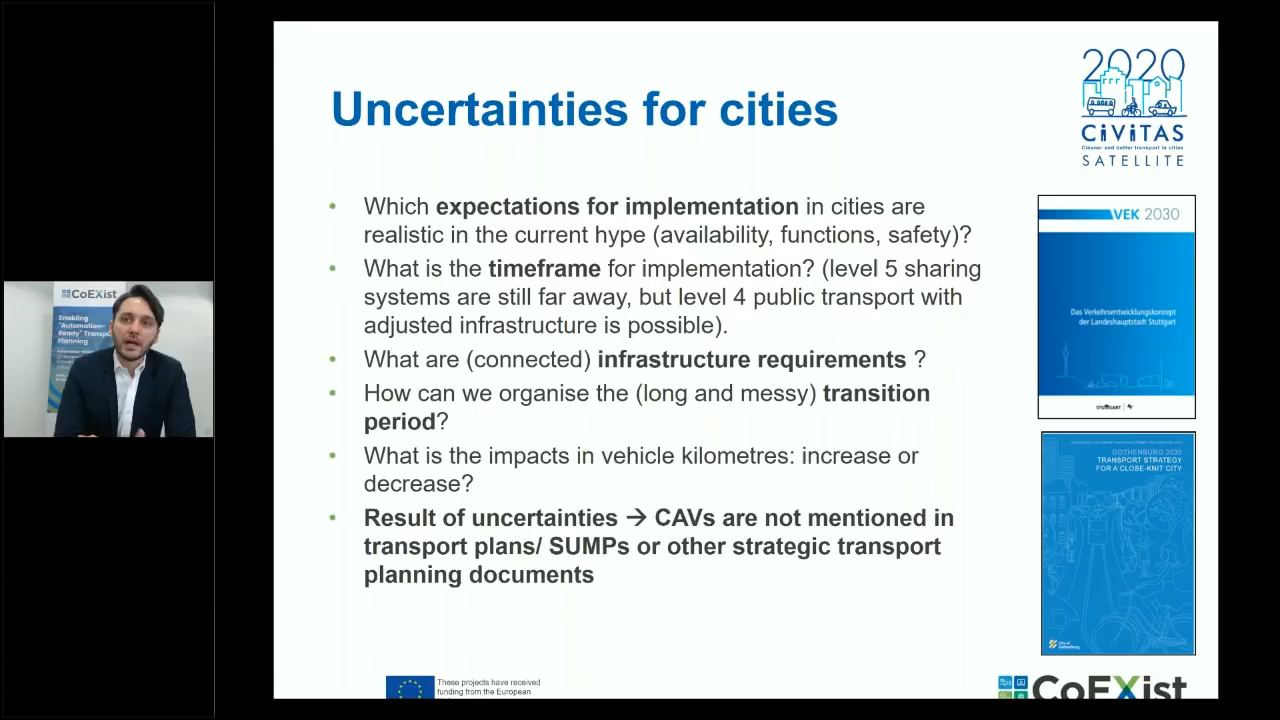 CoEXist
Enabling
"Automation-
Ready" Transport
Planning
Uncertainties for cities
2020
CiViTAS
Cleaner and better transport in cities
SATELLITE
• Which expectations for implementation in cities are
realistic in the current hype (availability, functions, safety)?
• What is the timeframe for implementation? (level 5 sharing
systems are still far away, but level 4 public transport with
adjusted infrastructure is possible).
• What are (connected) infrastructure requirements ?
• How can we organise the (long and messy) transition
period?
• What is the impacts in vehicle kilometres: increase or
decrease?
• Result of uncertainties → CAVs are not mentioned in
transport plans/ SUMPs or other strategic transport
planning documents
VEK 2030
Das Verkehrsentwicklungskonzept
der Landeshauptstadt Stuttgart
STUTTGART
GOTHENBURG 2035
TRANSPORT STRATEGY
FOR A CLOSE-KNIT CITY
City of
Gothenburg
These projects have received
funding from the European
CoEXist